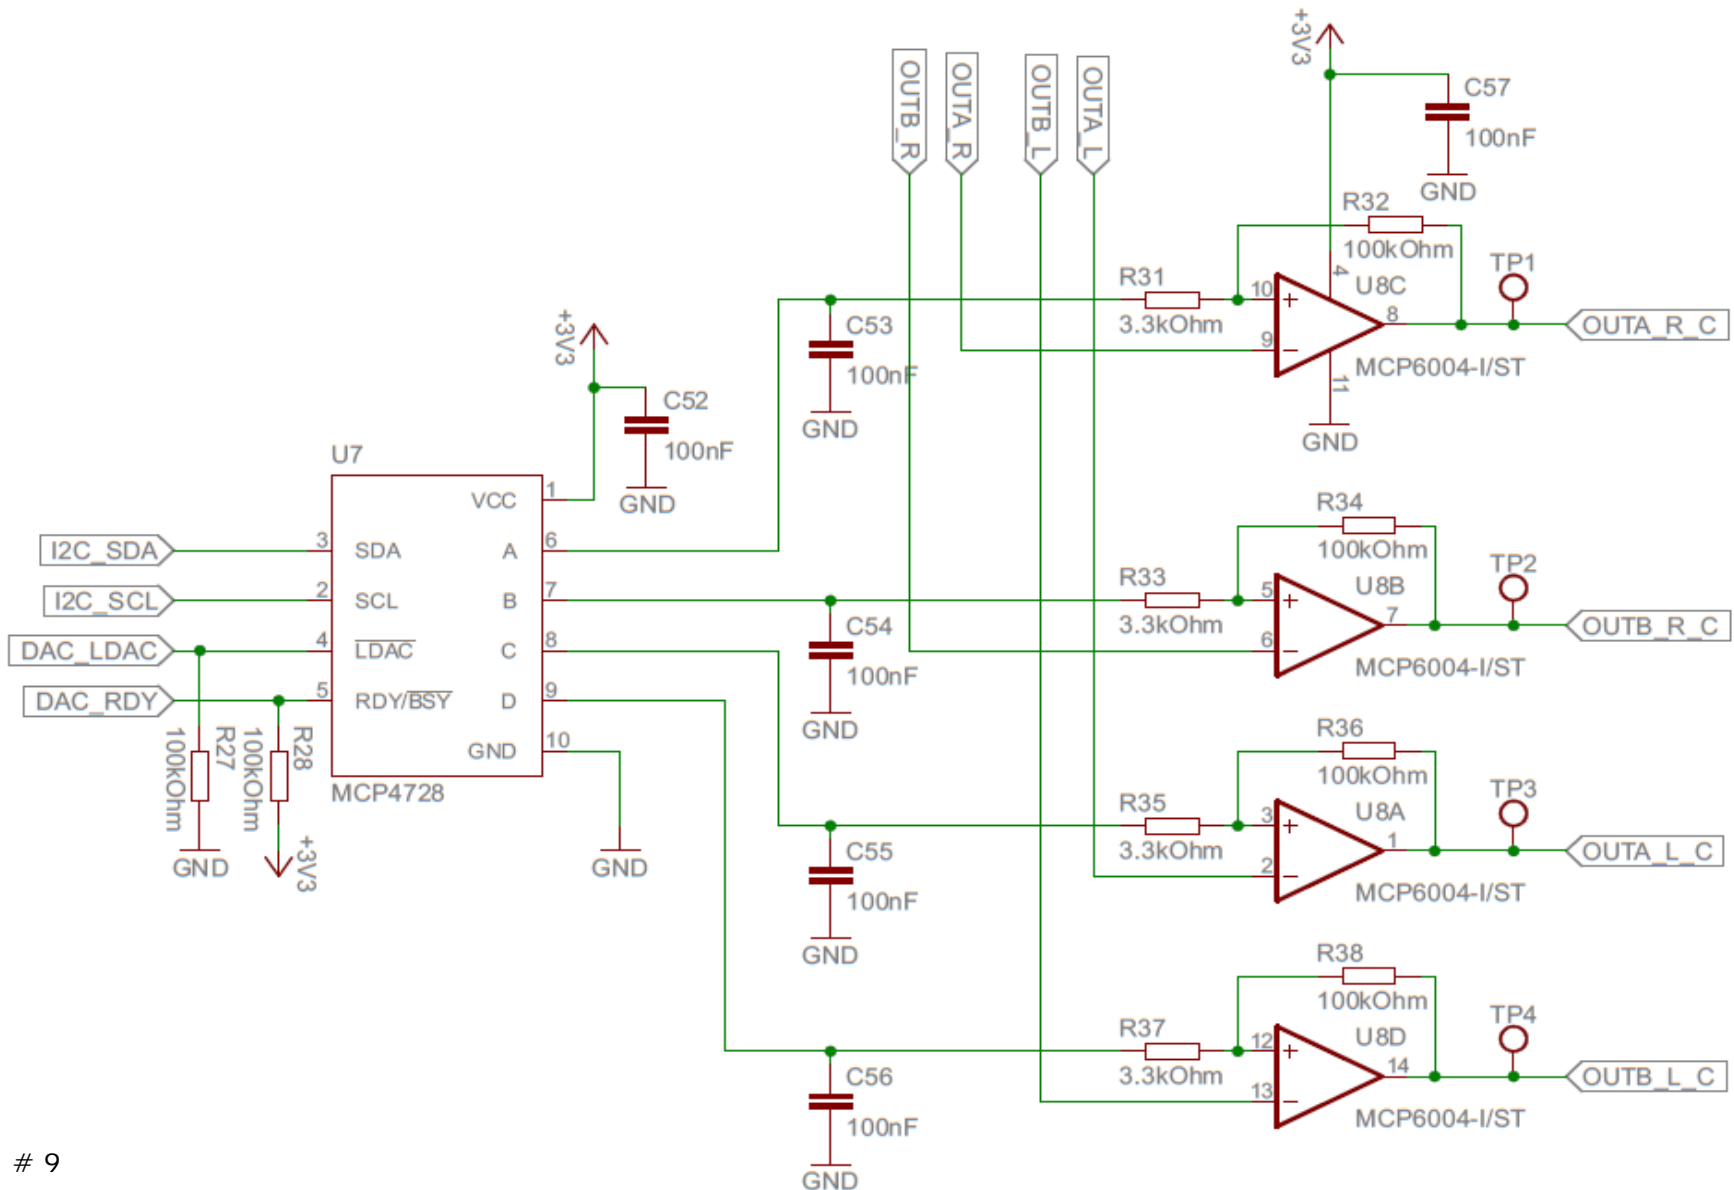 +3V3
C57
100nF
GND
OUTB_R
OUTA_R
OUTB_L
OUTA_L
R32
100kOhm
R31
3.3kOhm
10
9
4
11
U8C
8
MCP6004-I/ST
GND
TP1
OUTA_R_C
C53
100nF
GND
+3V3
C52
100nF
GND
U7
VCC
1
I2C_SDA
3
SDA
A
6
I2C_SCL
2
SCL
B
7
DAC_LDAC
4
LDAC
C
8
DAC_RDY
5
RDY/BSY
D
9
GND
10
MCP4728
R27
100kOhm
GND
R28
100kOhm
+3V3
GND
C54
100nF
GND
R34
100kOhm
R33
3.3kOhm
5
6
U8B
7
MCP6004-I/ST
TP2
OUTB_R_C
C55
100nF
GND
R36
100kOhm
R35
3.3kOhm
3
2
U8A
1
MCP6004-I/ST
TP3
OUTA_L_C
C56
100nF
GND
R38
100kOhm
R37
3.3kOhm
12
13
U8D
14
MCP6004-I/ST
TP4
OUTB_L_C
# 9